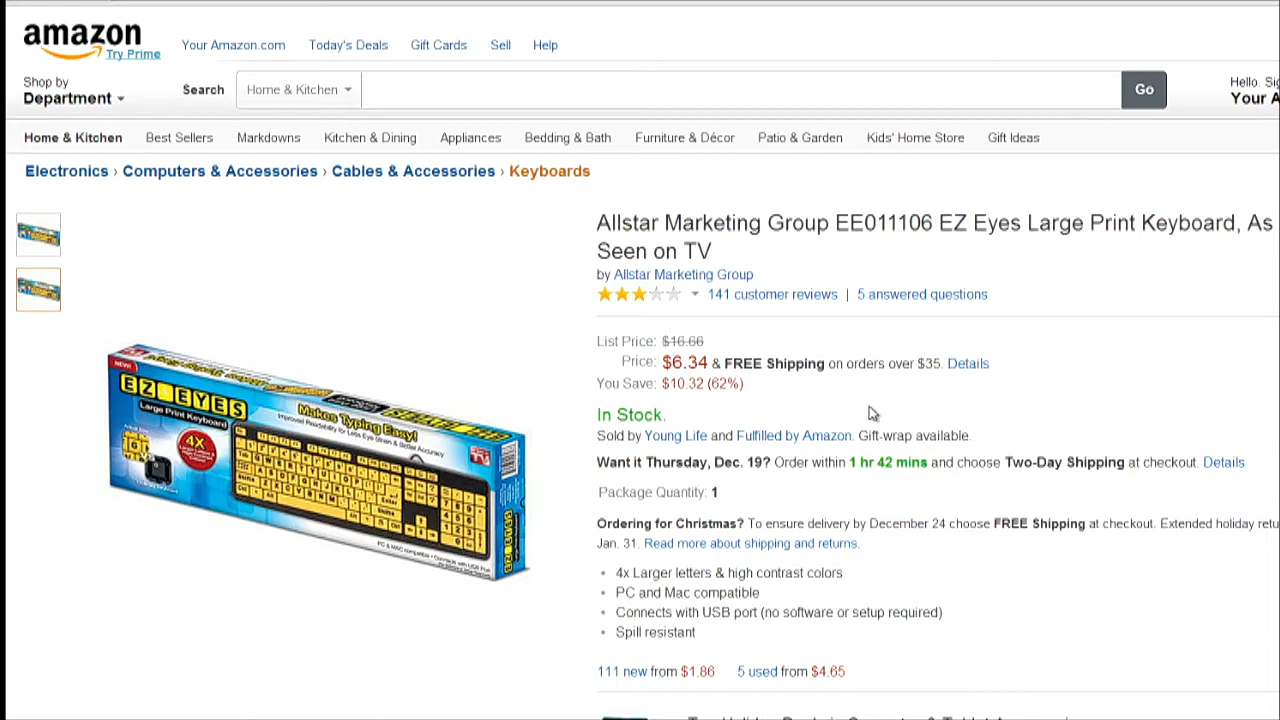 amazon
Try Prime
Your Amazon.com Today's Deals Gift Cards Sell Help
Shop by
Department
Search Home & Kitchen Go
Hello. Sig
Your A
Home & Kitchen Best Sellers Markdowns Kitchen & Dining Appliances Bedding & Bath Furniture & Décor Patio & Garden Kids' Home Store Gift Ideas
Electronics › Computers & Accessories › Cables & Accessories › Keyboards
Allstar Marketing Group EE011106 EZ Eyes Large Print Keyboard, As
Seen on TV
by Allstar Marketing Group
141 customer reviews | 5 answered questions
List Price: $16.66
Price: $6.34 & FREE Shipping on orders over $35. Details
You Save: $10.32 (62%)
In Stock.
Sold by Young Life and Fulfilled by Amazon. Gift-wrap available.
Want it Thursday, Dec. 19? Order within 1 hr 42 mins and choose Two-Day Shipping at checkout. Details
Package Quantity: 1
Ordering for Christmas? To ensure delivery by December 24 choose FREE Shipping at checkout. Extended holiday retu
Jan. 31. Read more about shipping and returns.
• 4x Larger letters & high contrast colors
• PC and Mac compatible
• Connects with USB port (no software or setup required)
• Spill resistant
111 new from $1.86 5 used from $4.65
NEW!
EZ EYES
Large Print Keyboard
Makes Typing Easy!
Improved Readability for Less Eye Strain & Better Accuracy
4X